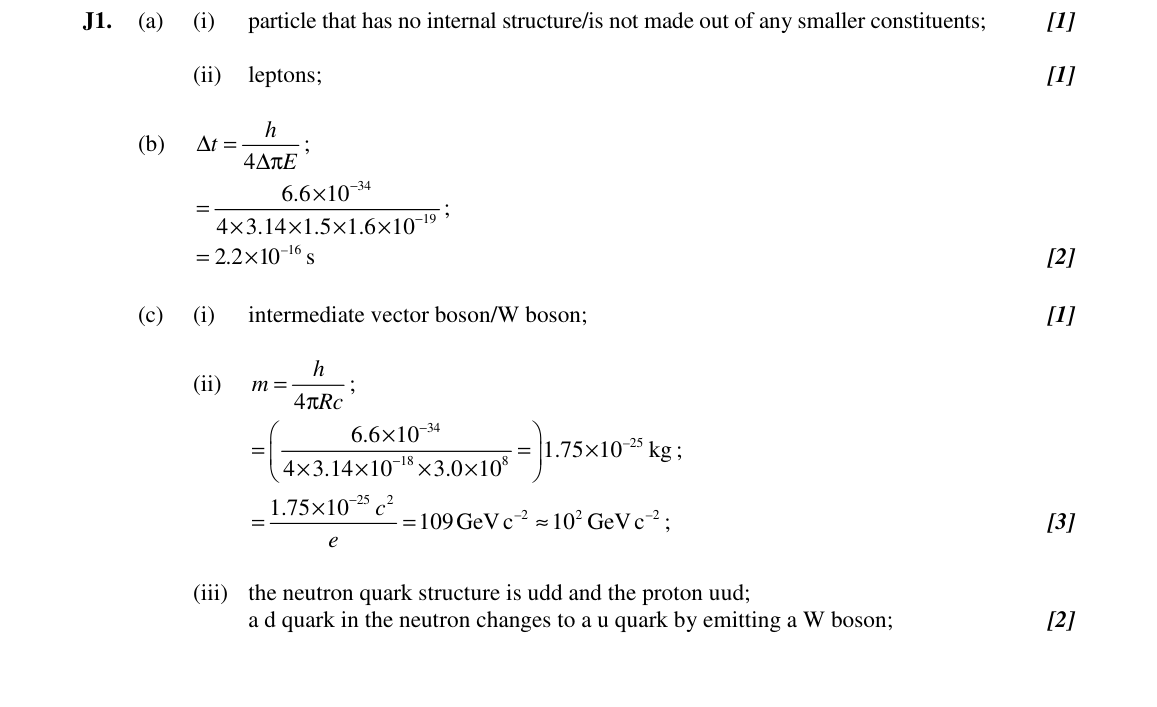 J1. (a) (i) particle that has no internal structure/is not made out of any smaller constituents; [1]
(ii) leptons; [1]
(b) Δt = h / 4ΔπE ;
= 6.6×10⁻³⁴ / 4×3.14×1.5×1.6×10⁻¹⁹ ;
= 2.2×10⁻¹⁶ s [2]
(c) (i) intermediate vector boson/W boson; [1]
(ii) m = h / 4πRc ;
= ( 6.6×10⁻³⁴ / 4×3.14×10⁻¹⁸ ×3.0×10⁸ = ) 1.75×10⁻²⁵ kg ;
= 1.75×10⁻²⁵ c² / e = 109 GeV c⁻² ≈ 10² GeV c⁻² ; [3]
(iii) the neutron quark structure is udd and the proton uud;
a d quark in the neutron changes to a u quark by emitting a W boson; [2]